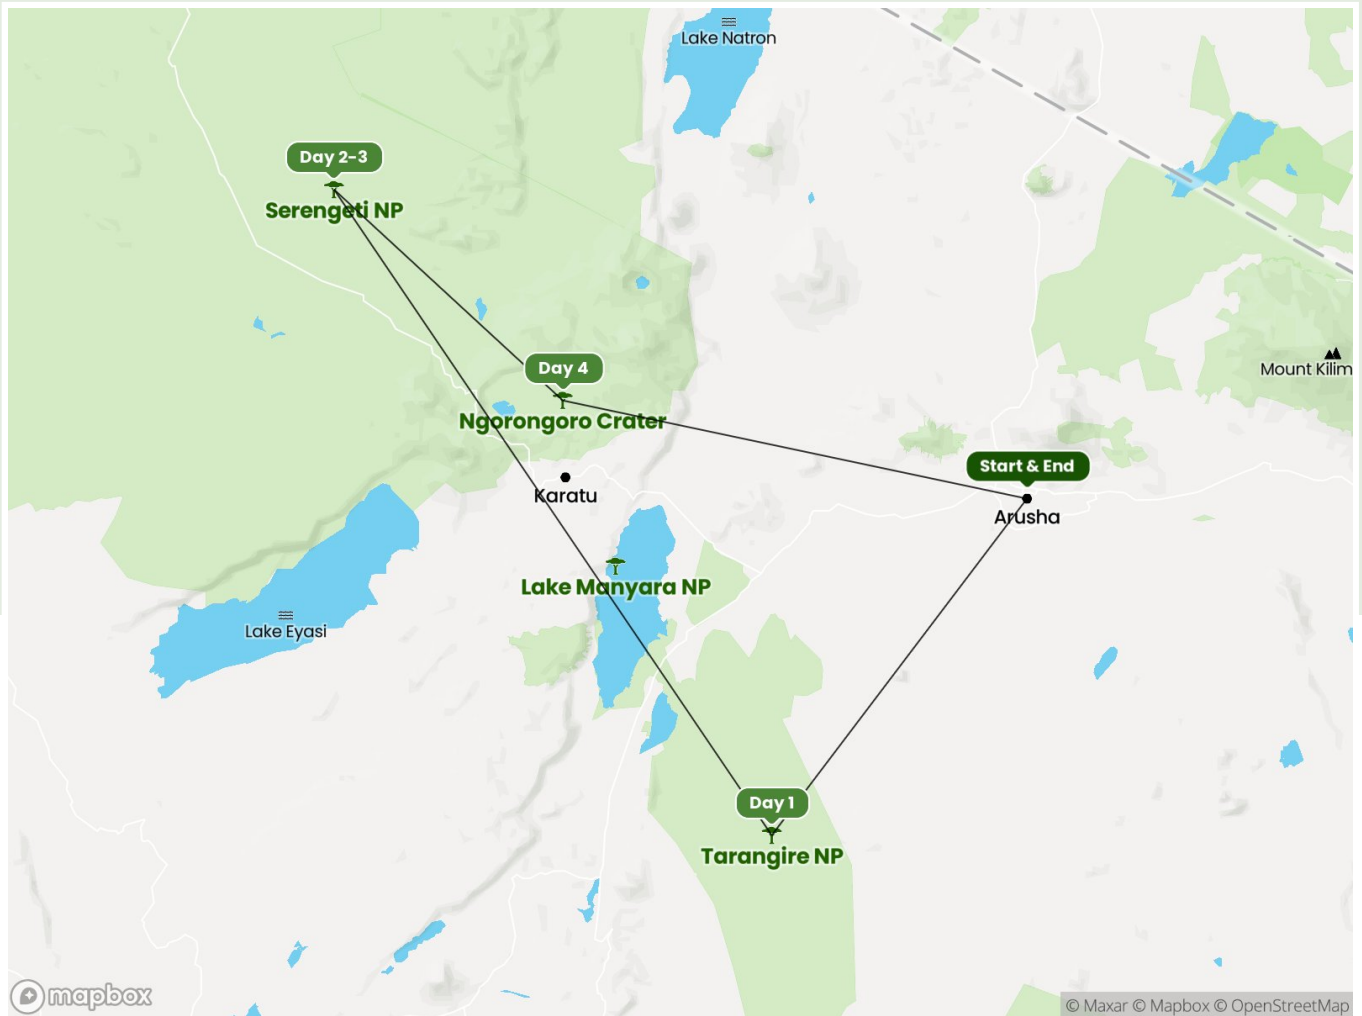 Lake Natron
Day 2-3
Serengeti NP
Day 4
Ngorongoro Crater
Mount Kilim
Start & End
Karatu
Arusha
Lake Manyara NP
Lake Eyasi
Day 1
Tarangire NP
mapbox
© Maxar © Mapbox © OpenStreetMap